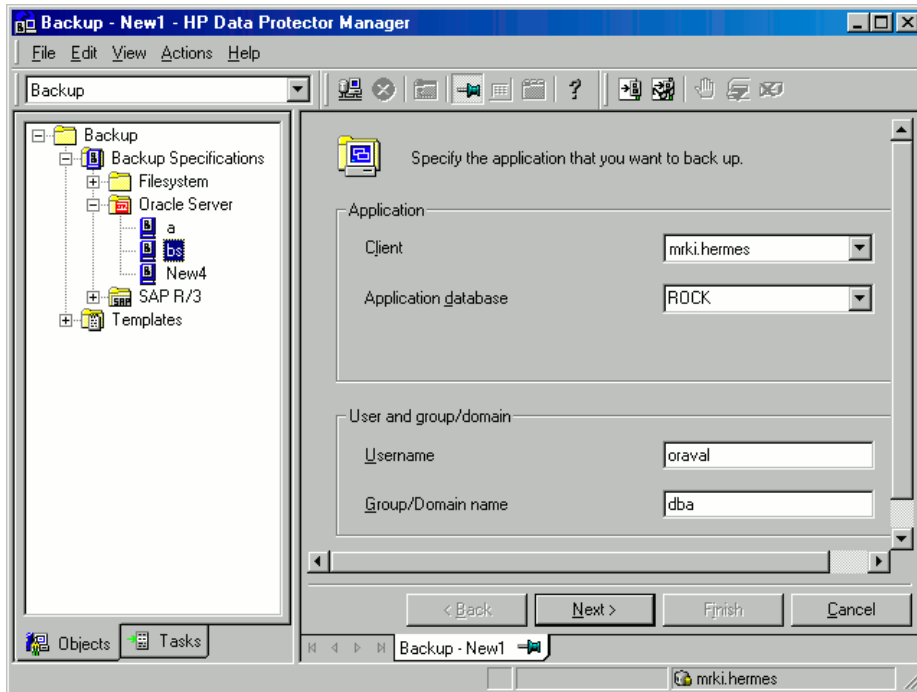 Backup - New1 - HP Data Protector Manager
File Edit View Actions Help
Backup
Backup
Backup Specifications
Filesystem
Oracle Server
a
bs
New4
SAP R/3
Templates
Objects
Tasks
Specify the application that you want to back up.
Application
Client
mrki.hermes
Application database
ROCK
User and group/domain
Username
oraval
Group/Domain name
dba
< Back
Next >
Finish
Cancel
Backup - New1
mrki.hermes